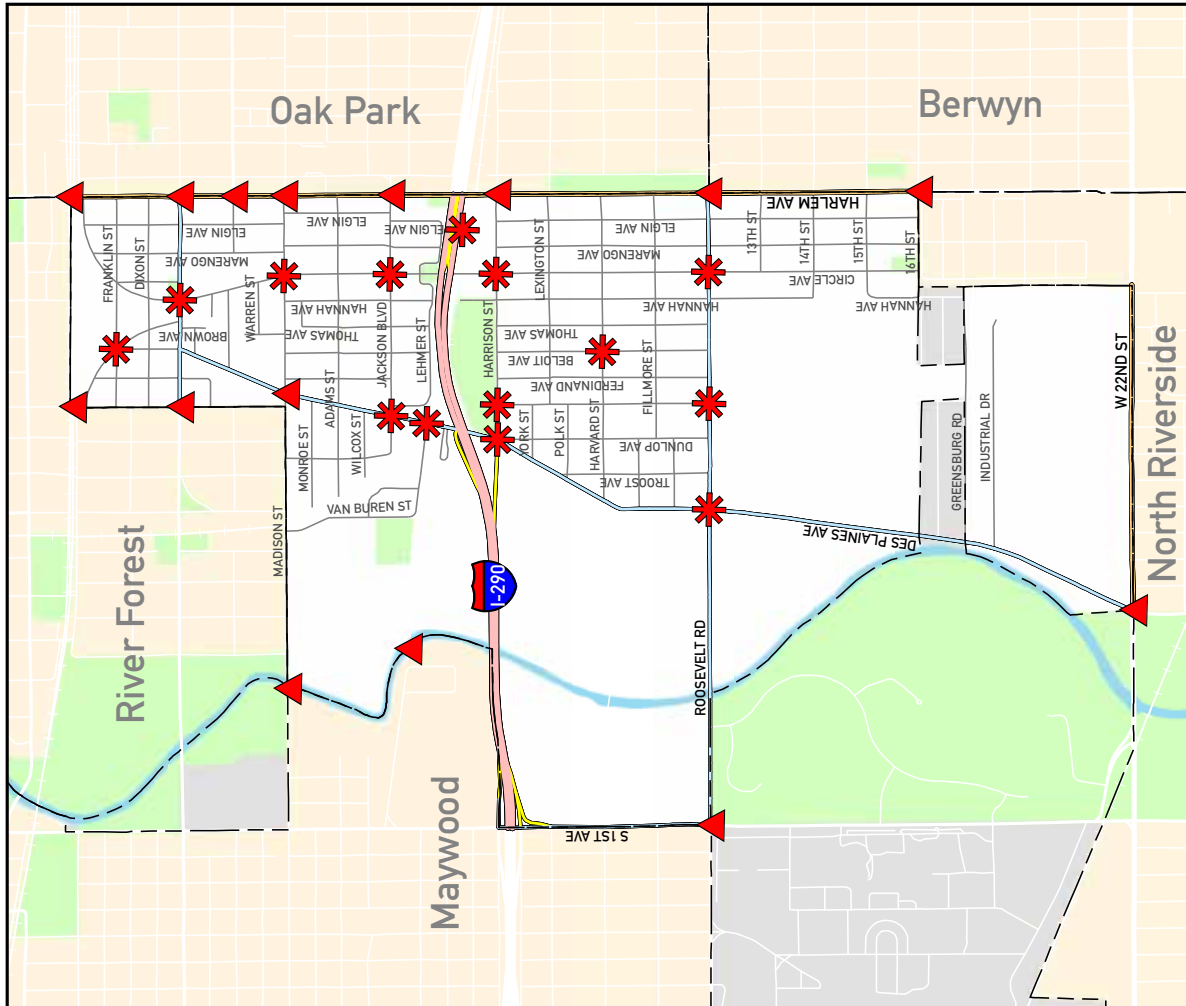 Oak Park
Berwyn
HARLEM AVE
ELGIN AVE
ELGIN AVE
ELGIN AVE
ELGIN AVE
MARENGO AVE
MARENGO AVE
FRANKLIN ST
DIXON ST
WARREN ST
LEXINGTON ST
13TH ST
14TH ST
15TH ST
16TH ST
CIRCLE AVE
HANNAH AVE
HANNAH AVE
HANNAH AVE
BROWN AVE
THOMAS AVE
THOMAS AVE
JACKSON BLVD
LEHMER ST
HARRISON ST
BELOIT AVE
FERDINAND AVE
FILLMORE ST
W 22ND ST
North Riverside
ADAMS ST
MONROE ST
WILCOX ST
YORK ST
POLK ST
HARVARD ST
DUNLOP AVE
TROOST AVE
GREENSBURG RD
INDUSTRIAL DR
VAN BUREN ST
MADISON ST
DES PLAINES AVE
River Forest
I-290
ROOSEVELT RD
Maywood
S 1ST AVE